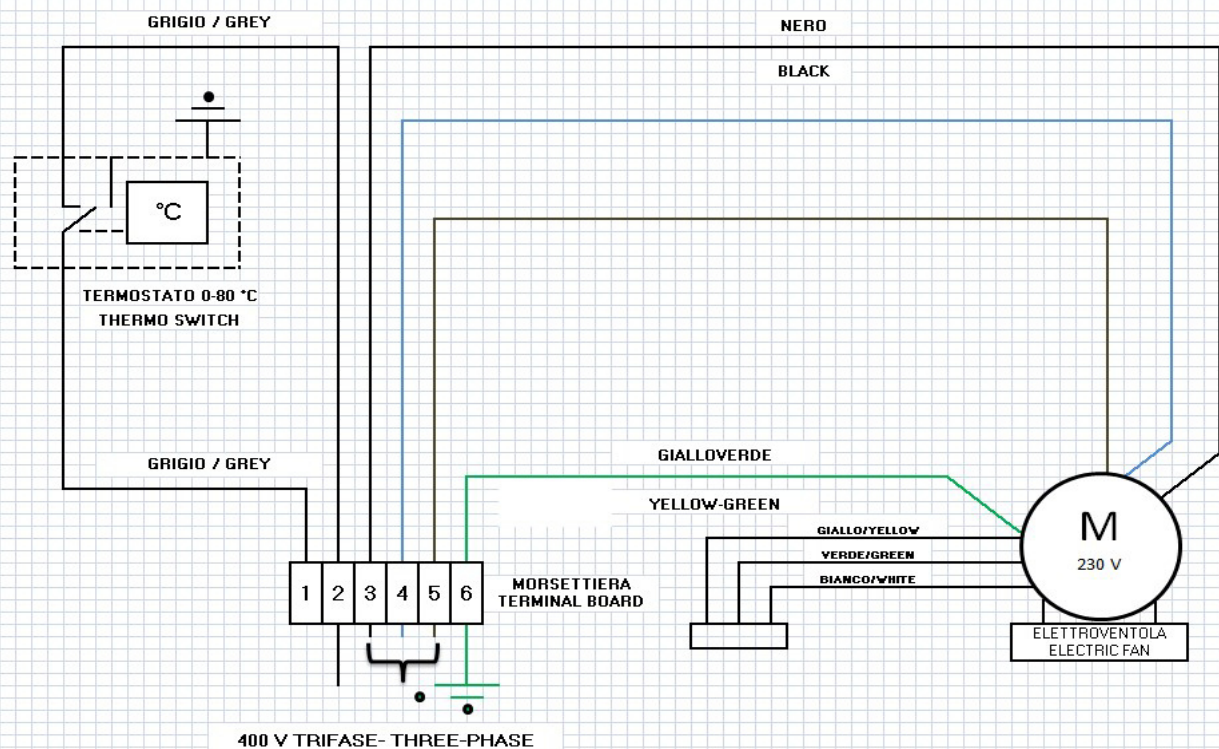 GRIGIO / GREY
NERO
BLACK
°C
TERMOSTATO 0-80 °C
THERMO SWITCH
GRIGIO / GREY
GIALLOVERDE
YELLOW-GREEN
GIALLO/YELLOW
VERDE/GREEN
BIANCO/WHITE
M
230 V
1 2 3 4 5 6
MORSETTIERA
TERMINAL BOARD
ELETTROVENTOLA
ELECTRIC FAN
400 V TRIFASE- THREE-PHASE